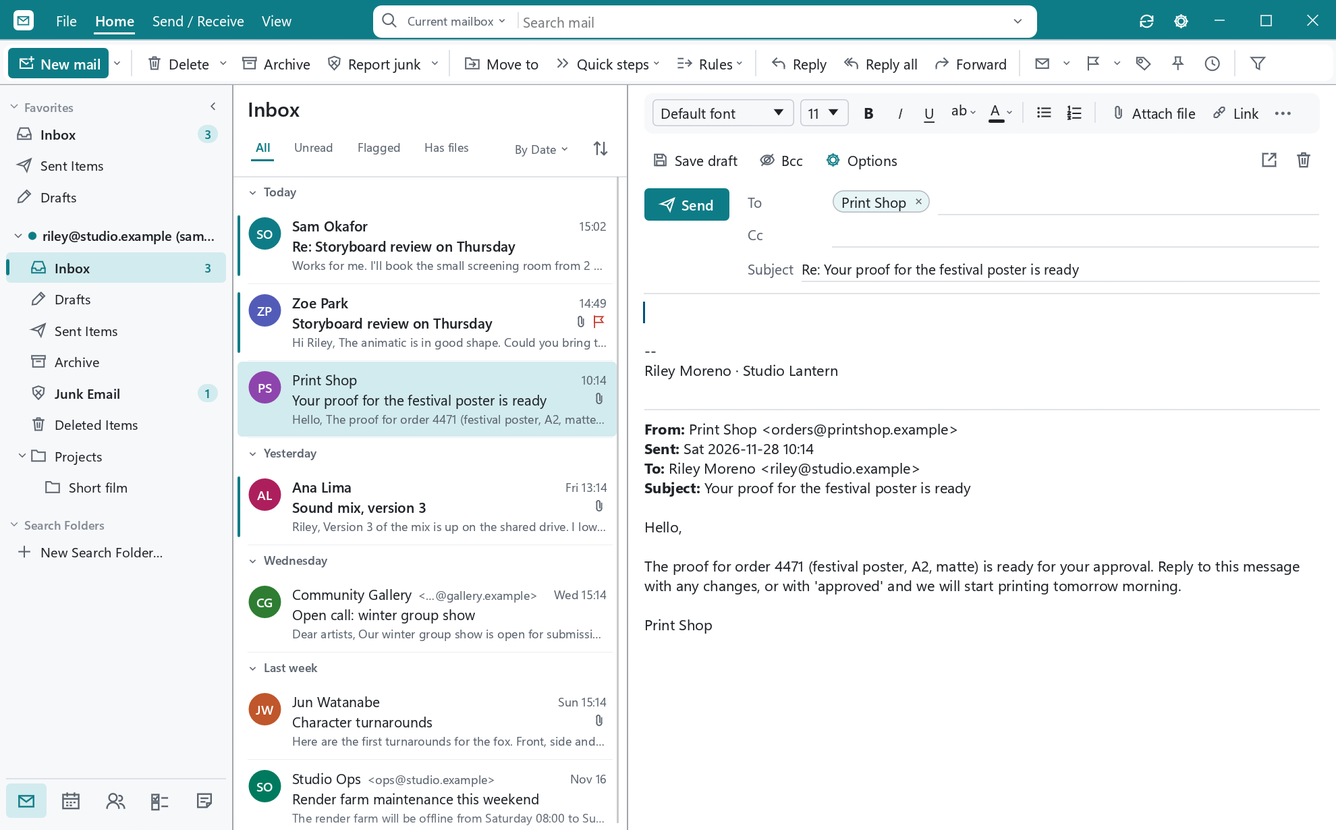 File Home Send / Receive View Current mailbox Search mail
New mail Delete Archive Report junk Move to Quick steps Rules Reply Reply all Forward
Favorites
Inbox 3
Sent Items
Drafts
riley@studio.example (sam...
Inbox 3
Drafts
Sent Items
Archive
Junk Email 1
Deleted Items
Projects
Short film
Search Folders
New Search Folder...
Inbox
All Unread Flagged Has files By Date
Today
SO Sam Okafor 15:02
Re: Storyboard review on Thursday
Works for me. I'll book the small screening room from 2 ...
ZP Zoe Park 14:49
Storyboard review on Thursday
Hi Riley, The animatic is in good shape. Could you bring t...
PS Print Shop 10:14
Your proof for the festival poster is ready
Hello, The proof for order 4471 (festival poster, A2, matte...
Yesterday
AL Ana Lima Fri 13:14
Sound mix, version 3
Riley, Version 3 of the mix is up on the shared drive. I low...
Wednesday
CG Community Gallery <...@gallery.example> Wed 15:14
Open call: winter group show
Dear artists, Our winter group show is open for submissi...
Last week
JW Jun Watanabe Sun 15:14
Character turnarounds
Here are the first turnarounds for the fox. Front, side and...
SO Studio Ops <ops@studio.example> Nov 16
Render farm maintenance this weekend
The render farm will be offline from Saturday 08:00 to Su...
Default font 11 B I U ab A Attach file Link
Save draft Bcc Options
Send To Print Shop ×
Cc
Subject Re: Your proof for the festival poster is ready
--
Riley Moreno · Studio Lantern
From: Print Shop <orders@printshop.example>
Sent: Sat 2026-11-28 10:14
To: Riley Moreno <riley@studio.example>
Subject: Your proof for the festival poster is ready
Hello,
The proof for order 4471 (festival poster, A2, matte) is ready for your approval. Reply to this message
with any changes, or with 'approved' and we will start printing tomorrow morning.
Print Shop